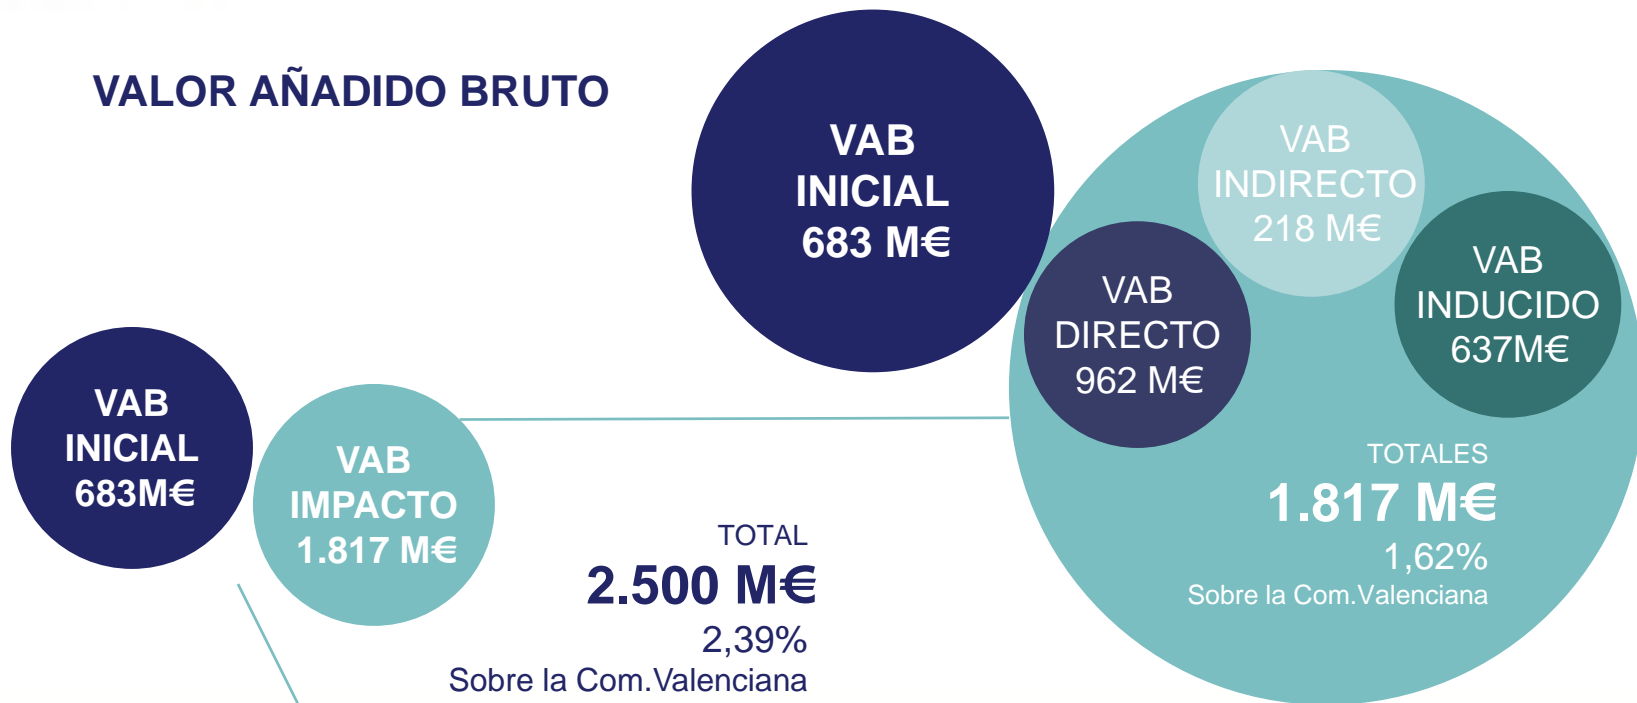 VALOR AÑADIDO BRUTO
VAB
INICIAL
683 M€
VAB
INDIRECTO
218 M€
VAB
DIRECTO
962 M€
VAB
INDUCIDO
637M€
TOTALES
1.817 M€
1,62%
Sobre la Com.Valenciana
VAB
INICIAL
683M€
VAB
IMPACTO
1.817 M€
TOTAL
2.500 M€
2,39%
Sobre la Com.Valenciana